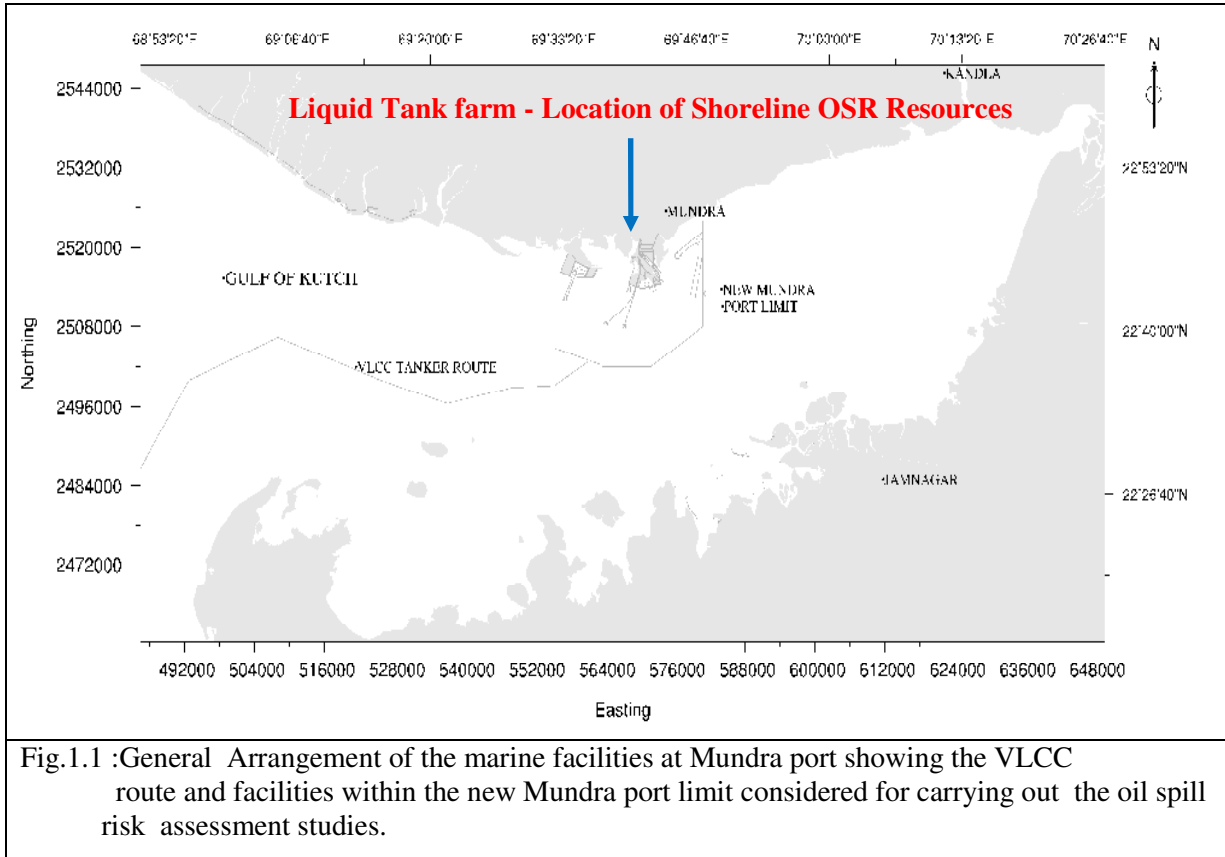 68°53'20"E 69°06'40"E 69°20'00"E 69°33'20"E 69°46'40"E 70°00'00"E 70°13'20"E 70°26'40"E N
KANDLA
2544000
Liquid Tank farm - Location of Shoreline OSR Resources
2532000 22°53'20"N
MUNDRA
2520000
GULF OF KUTCH
NEW MUNDRA
PORT LIMIT
2508000 22°40'00"N
Northing
VLCC TANKER ROUTE
2496000
2484000 JAMNAGAR 22°26'40"N
2472000
492000 504000 516000 528000 540000 552000 564000 576000 588000 600000 612000 624000 636000 648000
Easting
Fig.1.1 :General Arrangement of the marine facilities at Mundra port showing the VLCC
route and facilities within the new Mundra port limit considered for carrying out the oil spill
risk assessment studies.